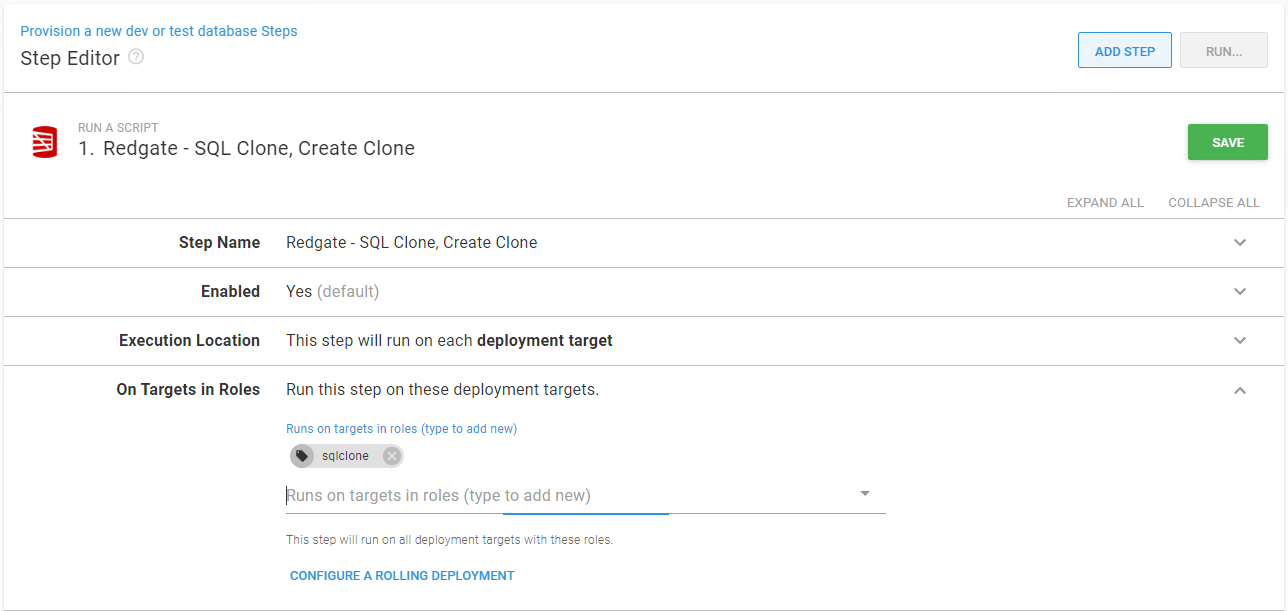 Provision a new dev or test database Steps
Step Editor
ADD STEP
RUN...
RUN A SCRIPT
1. Redgate - SQL Clone, Create Clone
SAVE
EXPAND ALL COLLAPSE ALL
Step Name Redgate - SQL Clone, Create Clone
Enabled Yes (default)
Execution Location This step will run on each deployment target
On Targets in Roles Run this step on these deployment targets.
Runs on targets in roles (type to add new)
sqlclone
Runs on targets in roles (type to add new)
This step will run on all deployment targets with these roles.
CONFIGURE A ROLLING DEPLOYMENT